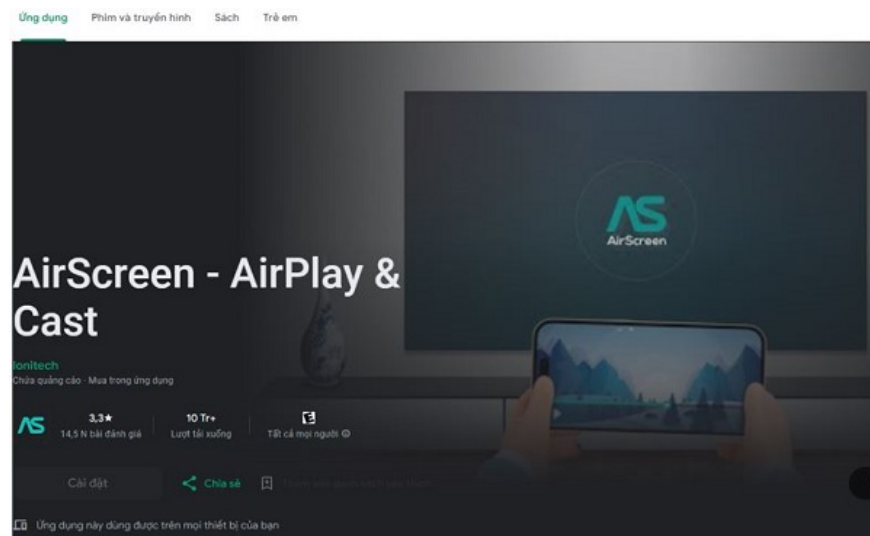 Ứng dụng Phim và truyền hình Sách Trẻ em
AS
AirScreen
AirScreen - AirPlay &
Cast
Ionitech
Chứa quảng cáo · Mua trong ứng dụng
AS
3,3★ 10 Tr+ E
14,5 N bài đánh giá Lượt tải xuống Tất cả mọi người
Cài đặt Chia sẻ
Ứng dụng này dùng được trên mọi thiết bị của bạn